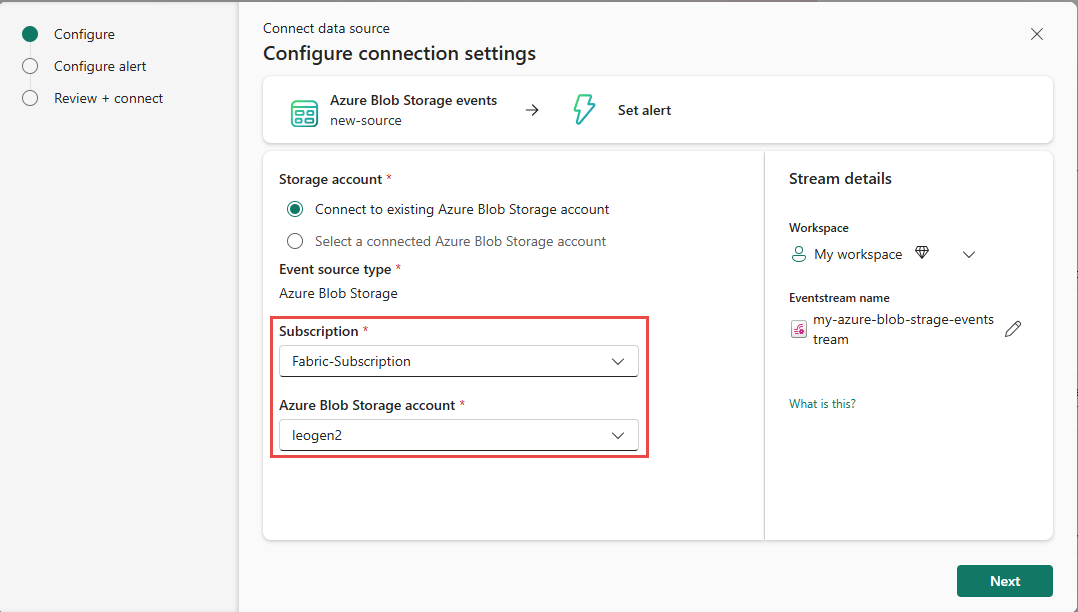 Configure
Configure alert
Review + connect
Connect data source
Configure connection settings
Azure Blob Storage events
new-source
Set alert
Storage account *
Connect to existing Azure Blob Storage account
Select a connected Azure Blob Storage account
Event source type *
Azure Blob Storage
Subscription *
Fabric-Subscription
Azure Blob Storage account *
leogen2
Stream details
Workspace
My workspace
Eventstream name
my-azure-blob-strage-events
tream
What is this?
Next